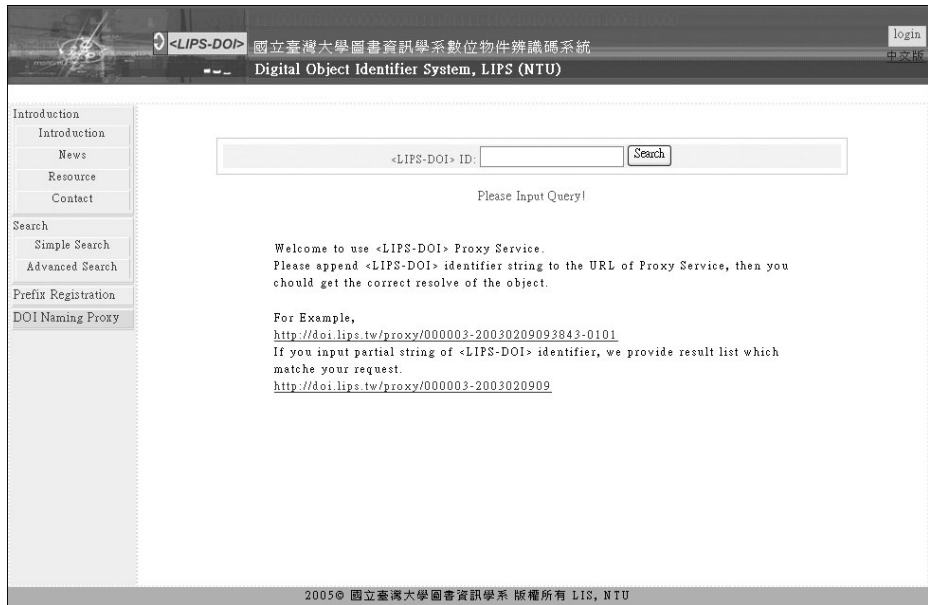 <LIPS-DOI> 國立臺灣大學圖書資訊學系數位物件辨識碼系統
Digital Object Identifier System, LIPS (NTU)
login
中文版
Introduction
Introduction
News
Resource
Contact
Search
Simple Search
Advanced Search
Prefix Registration
DOI Naming Proxy
<LIPS-DOI> ID: Search
Please Input Query!
Welcome to use <LIPS-DOI> Proxy Service.
Please append <LIPS-DOI> identifier string to the URL of Proxy Service, then you
chould get the correct resolve of the object.
For Example,
http://doi.lips.tw/proxy/000003-20030209093843-0101
If you input partial string of <LIPS-DOI> identifier, we provide result list which
matche your request.
http://doi.lips.tw/proxy/000003-2003020909
2005© 國立臺灣大學圖書資訊學系 版權所有 LIS, NTU